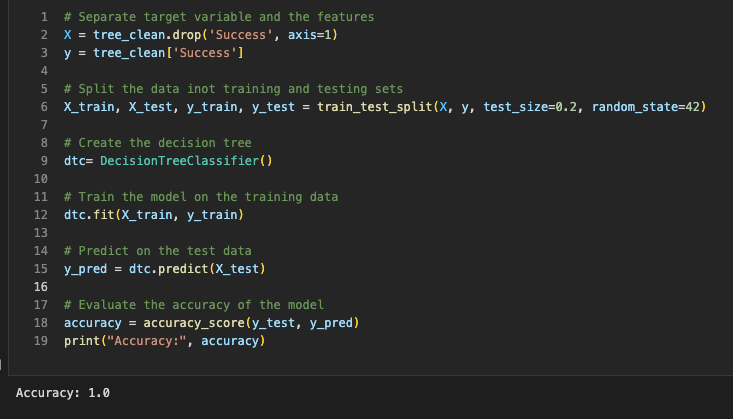 1 # Separate target variable and the features
2 X = tree_clean.drop('Success', axis=1)
3 y = tree_clean['Success']
4
5 # Split the data inot training and testing sets
6 X_train, X_test, y_train, y_test = train_test_split(X, y, test_size=0.2, random_state=42)
7
8 # Create the decision tree
9 dtc= DecisionTreeClassifier()
10
11 # Train the model on the training data
12 dtc.fit(X_train, y_train)
13
14 # Predict on the test data
15 y_pred = dtc.predict(X_test)
16
17 # Evaluate the accuracy of the model
18 accuracy = accuracy_score(y_test, y_pred)
19 print("Accuracy:", accuracy)
Accuracy: 1.0